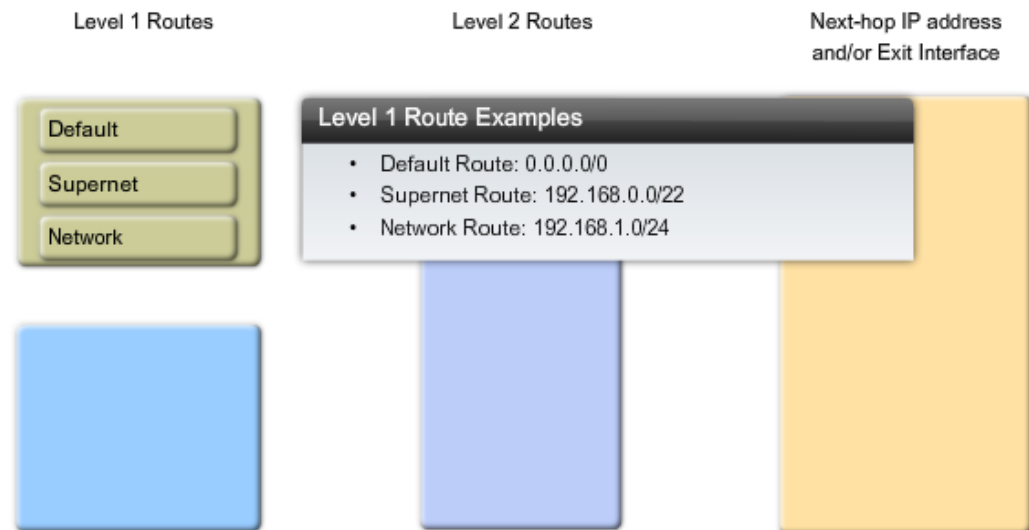 Level 1 Routes
Level 2 Routes
Next-hop IP address
and/or Exit Interface
Default
Supernet
Network
Level 1 Route Examples
• Default Route: 0.0.0.0/0
• Supernet Route: 192.168.0.0/22
• Network Route: 192.168.1.0/24